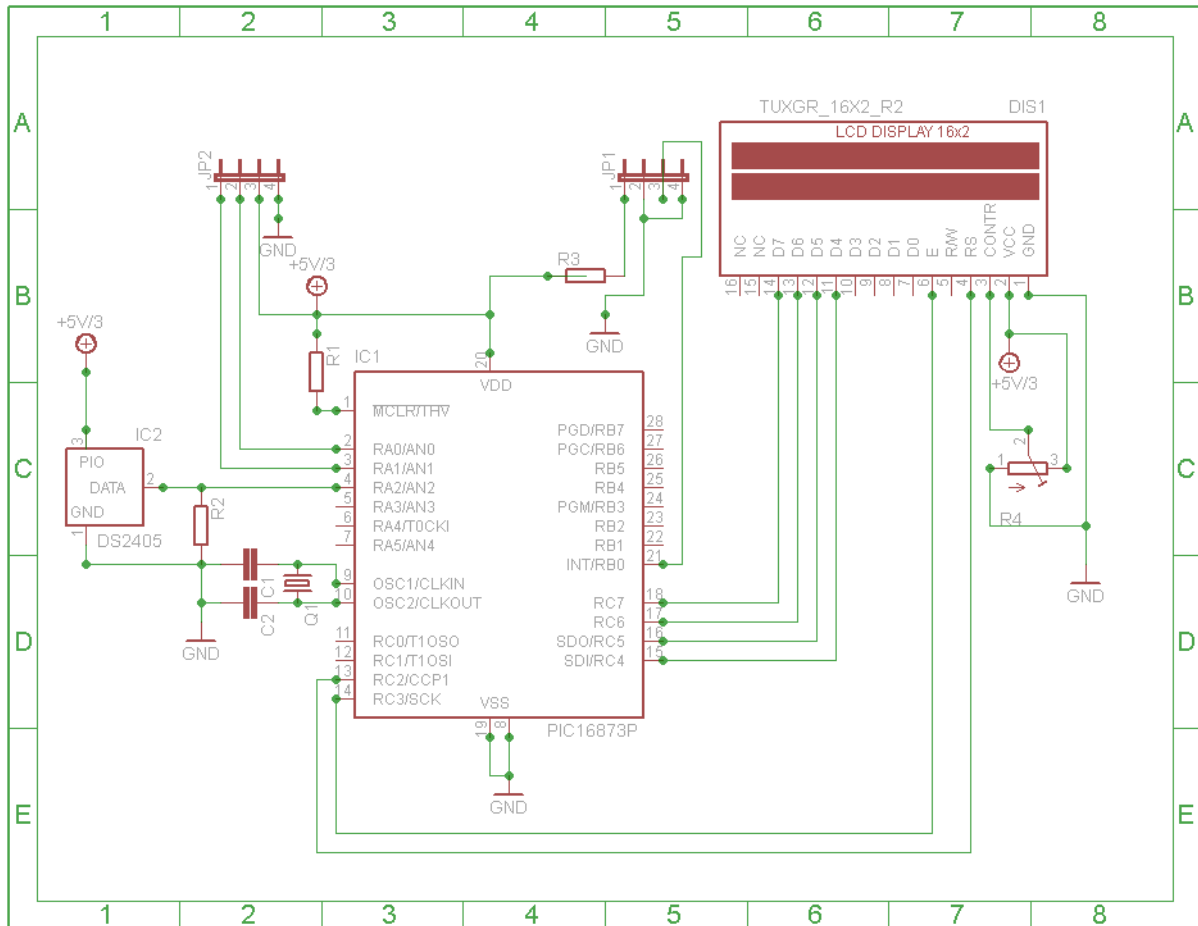 1 2 3 4 5 6 7 8
A A
TUXGR_16X2_R2 DIS1
LCD DISPLAY 16x2
JP2
1 2 3 4
JP1
1 2 3 4
GND
NC NC D7 D6 D5 D4 D3 D2 D1 D0 E R/W RS CONTR VCC GND
16 15 14 13 12 11 10 9 8 7 6 5 4 3 2 1
B B
+5V/3
R3
GND
+5V/3
R1
IC1
20
VDD
+5V/3
1 MCLR/THV
2 RA0/AN0
3 RA1/AN1
4 RA2/AN2
5 RA3/AN3
6 RA4/T0CKI
7 RA5/AN4
9 OSC1/CLKIN
10 OSC2/CLKOUT
11 RC0/T1OSO
12 RC1/T1OSI
13 RC2/CCP1
14 RC3/SCK
PGD/RB7 28
PGC/RB6 27
RB5 26
RB4 25
PGM/RB3 24
RB2 23
RB1 22
INT/RB0 21
RC7 18
RC6 17
SDO/RC5 16
SDI/RC4 15
VSS
19 8
PIC16873P
GND
C C
IC2
3
PIO
DATA 2
GND
1
DS2405
R2
C1
C2
Q1
GND
2
1 3
R4
GND
D D
E E
1 2 3 4 5 6 7 8